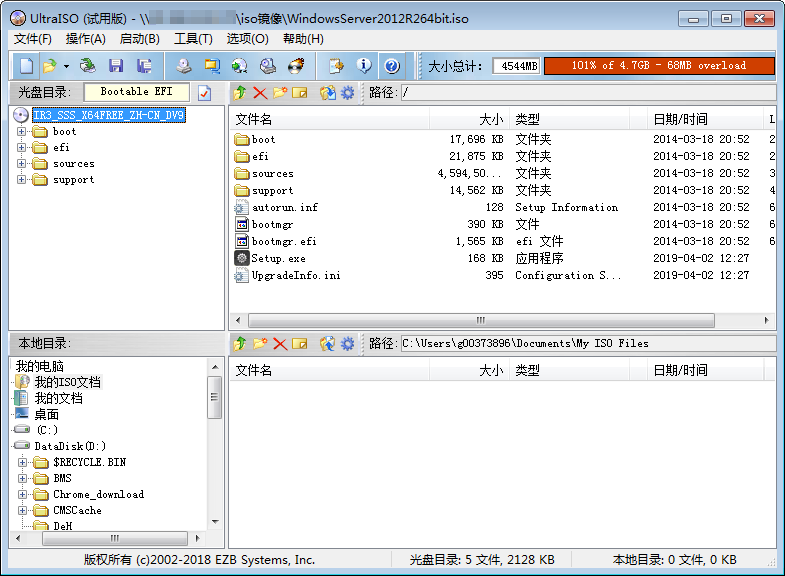 UltraISO (试用版) - \\ \iso镜像\WindowsServer2012R264bit.iso
文件(F) 操作(A) 启动(B) 工具(T) 选项(O) 帮助(H)
大小总计: 4544MB 101% of 4.7GB - 68MB overload
光盘目录: Bootable EFI 路径: /
IR3_SSS_X64FREE_ZH-CN_DV9
boot
efi
sources
support
文件名 大小 类型 日期/时间 L
boot 17,696 KB 文件夹 2014-03-18 20:52 2
efi 21,875 KB 文件夹 2014-03-18 20:52 2
sources 4,594,50... 文件夹 2014-03-18 20:52 3
support 14,562 KB 文件夹 2014-03-18 20:52 4
autorun.inf 128 Setup Information 2014-03-18 20:52 6
bootmgr 390 KB 文件 2014-03-18 20:52 6
bootmgr.efi 1,565 KB efi 文件 2014-03-18 20:52 6
Setup.exe 168 KB 应用程序 2019-04-02 12:27
UpgradeInfo.ini 395 Configuration S... 2019-04-02 12:27
本地目录: 路径: C:\Users\g00373896\Documents\My ISO Files
我的电脑
我的ISO文档
我的文档
桌面
(C:)
DataDisk(D:)
$RECYCLE.BIN
BMS
Chrome_download
CMSCache
DeH
文件名 大小 类型 日期/时间
版权所有 (c)2002-2018 EZB Systems, Inc. 光盘目录: 5 文件, 2128 KB 本地目录: 0 文件, 0 KB